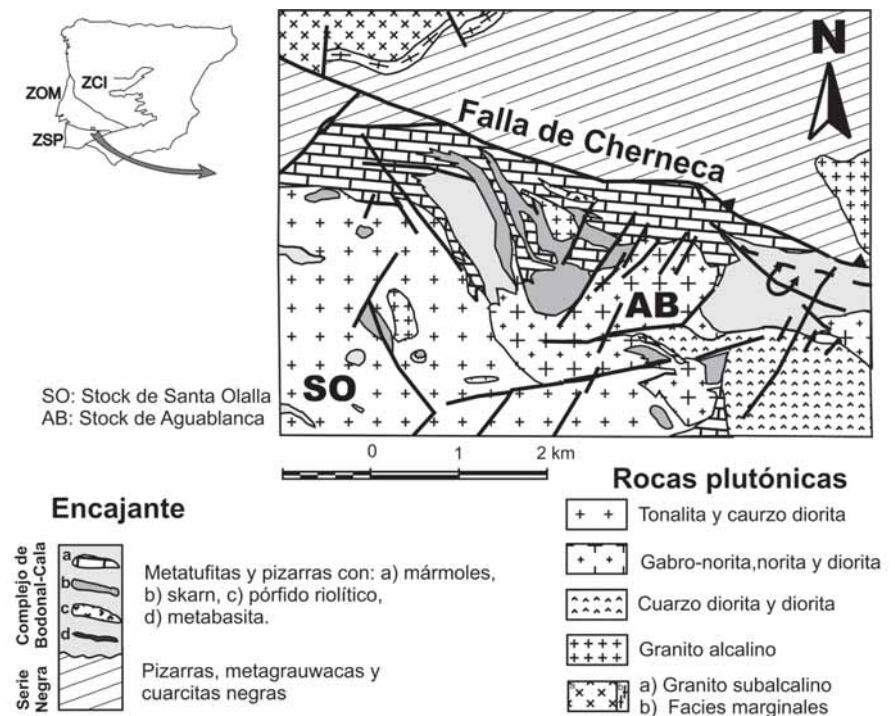 ZCI
ZOM
ZSP
N
Falla de Cherneca
AB
SO
SO: Stock de Santa Olalla
AB: Stock de Aguablanca
0 1 2 km
Encajante
Complejo de
Bodonal-Cala
a
b
c
d
Metatufitas y pizarras con: a) mármoles,
b) skarn, c) pórfido riolítico,
d) metabasita.
Serie
Negra
Pizarras, metagrauwacas y
cuarcitas negras
Rocas plutónicas
Tonalita y caurzo diorita
Gabro-norita,norita y diorita
Cuarzo diorita y diorita
Granito alcalino
a) Granito subalcalino
b) Facies marginales